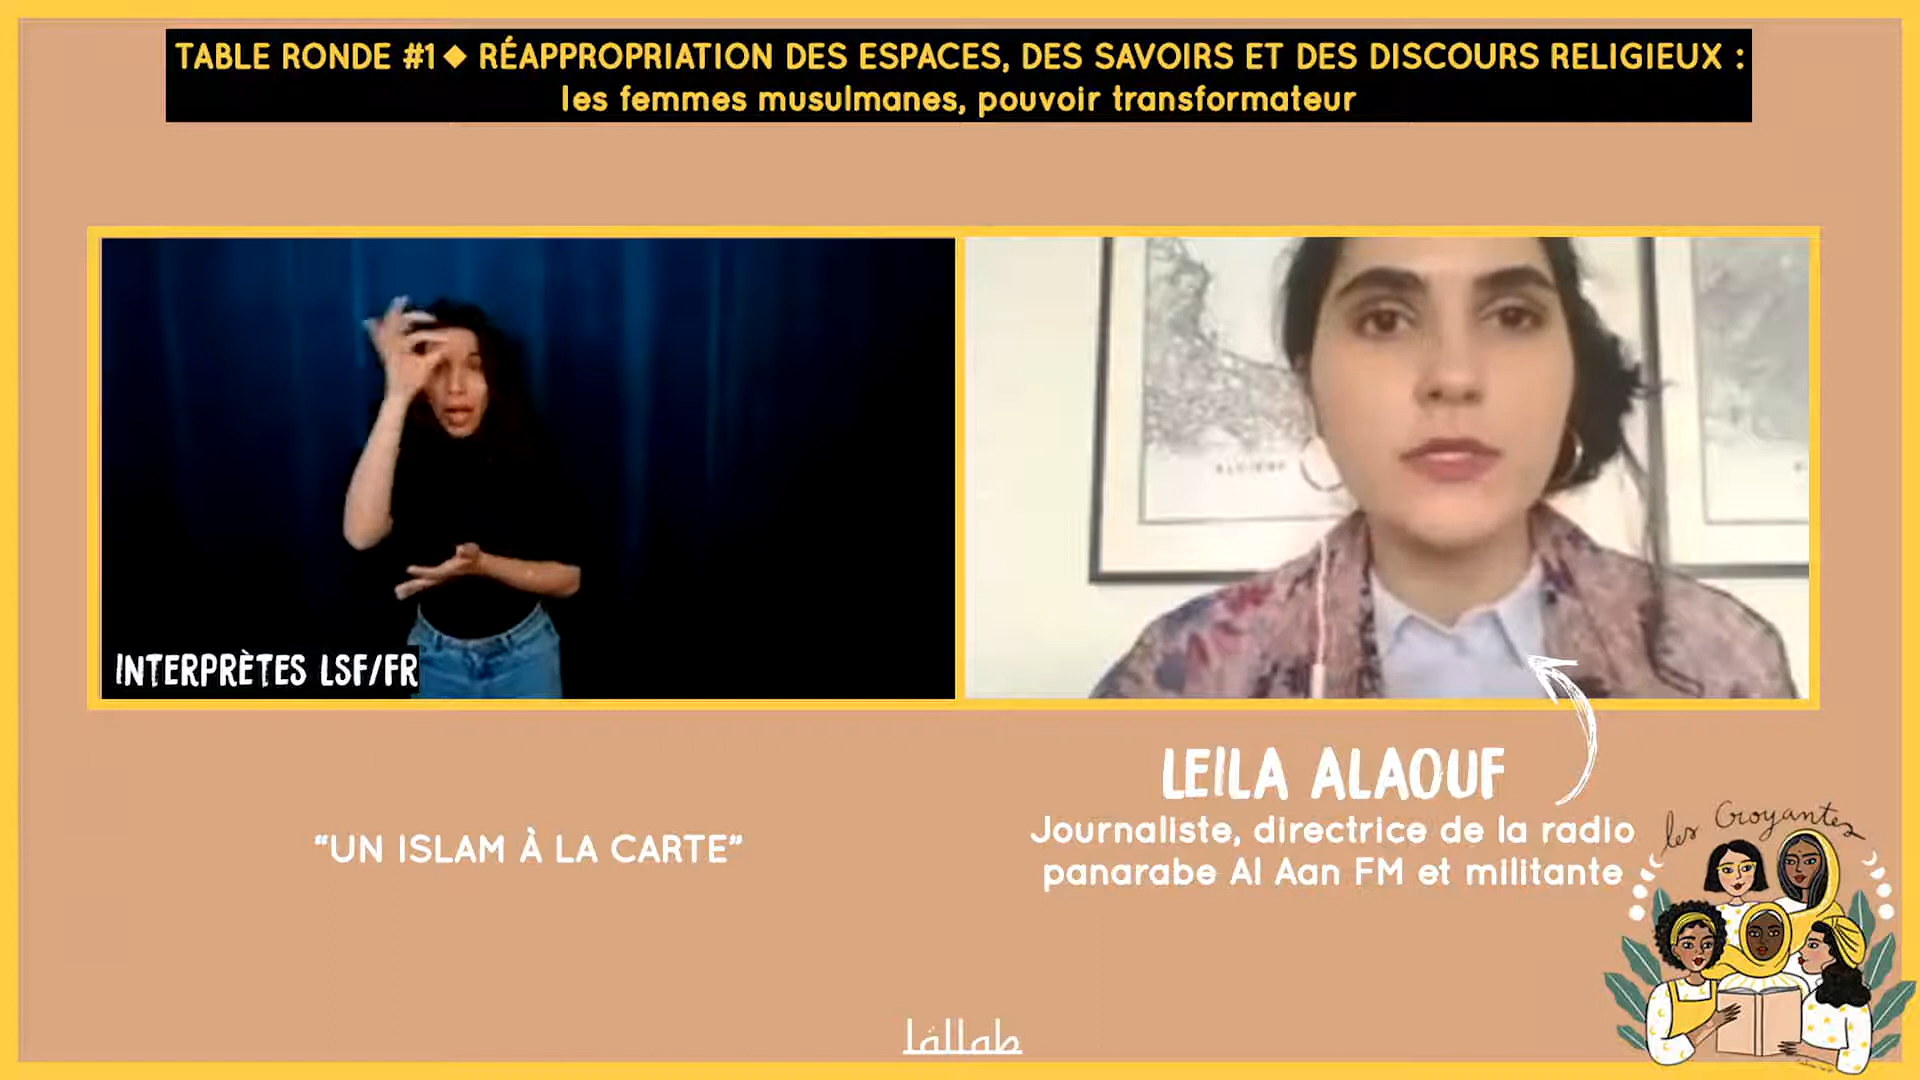 TABLE RONDE #1◆ RÉAPPROPRIATION DES ESPACES, DES SAVOIRS ET DES DISCOURS RELIGIEUX :
les femmes musulmanes, pouvoir transformateur
INTERPRÈTES LSF/FR
LEILA ALAOUF
Journaliste, directrice de la radio
panarabe Al Aan FM et militante
“UN ISLAM À LA CARTE”
les Croyantes
lallab